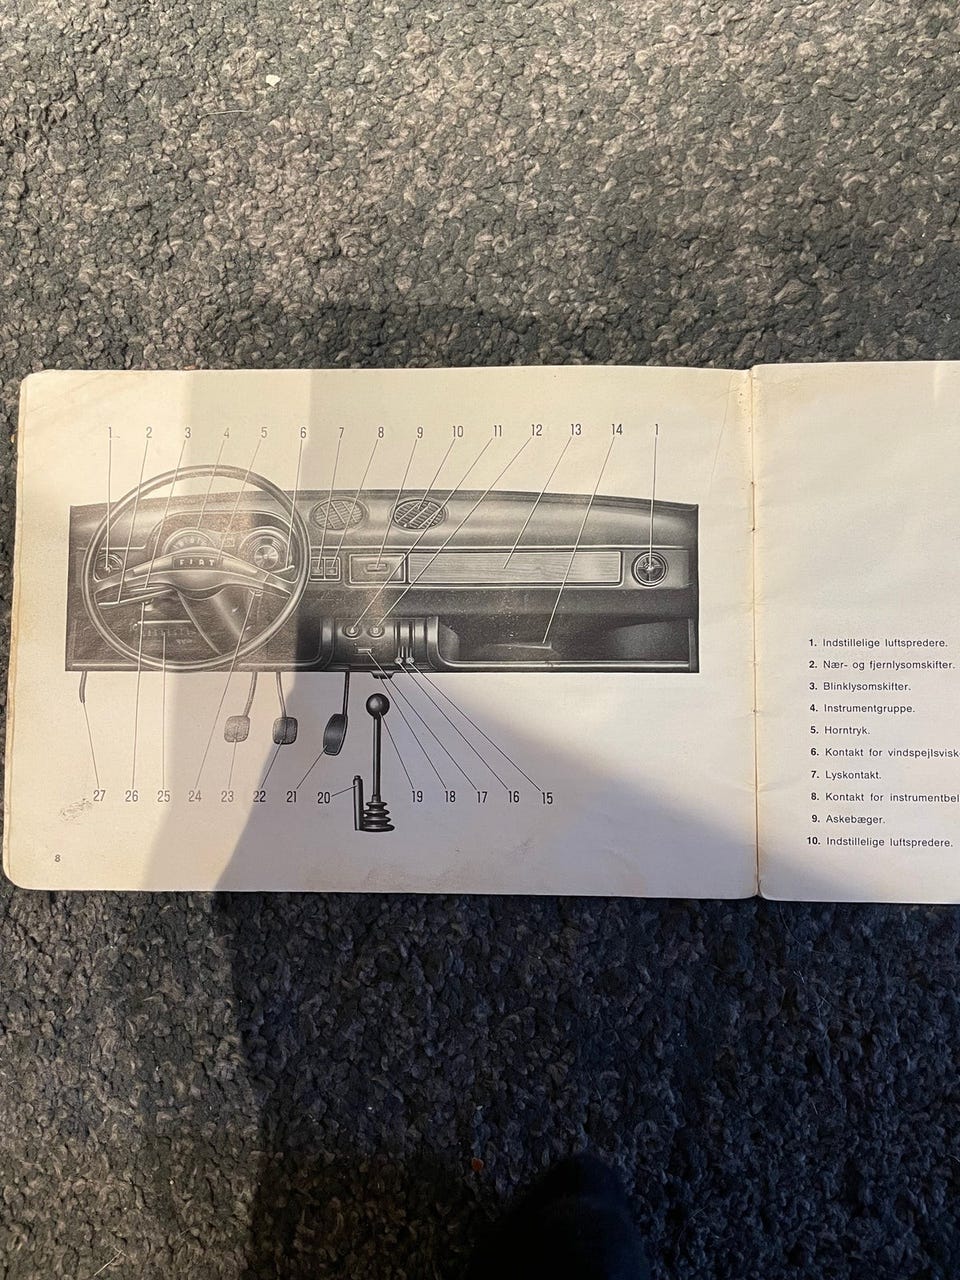 1 2 3 4 5 6 7 8 9 10 11 12 13 14 1
FIAT
27 26 25 24 23 22 21 20 19 18 17 16 15
8
1. Indstillelige luftspredere.
2. Nær- og fjernlysomskifter.
3. Blinklysomskifter.
4. Instrumentgruppe.
5. Horntryk.
6. Kontakt for vindspejlsvisk
7. Lyskontakt.
8. Kontakt for instrumentbel
9. Askebæger.
10. Indstillelige luftspredere.